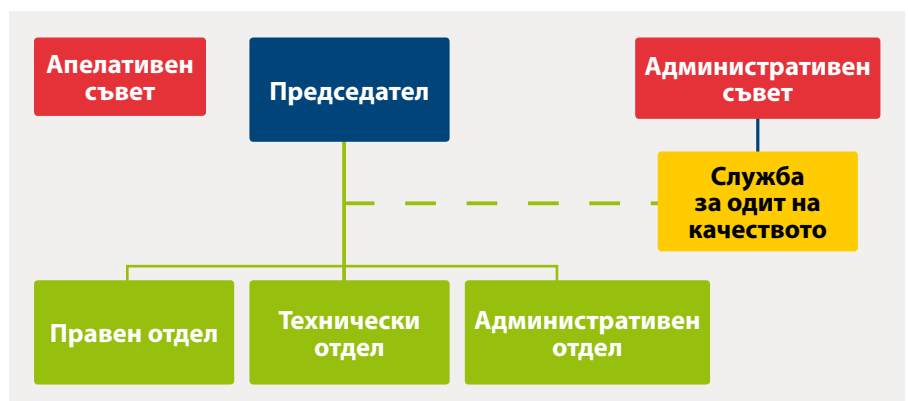 Апелативен
съвет
Председател
Административен
съвет
Служба
за одит на
качеството
Правен отдел
Технически
отдел
Административен
отдел